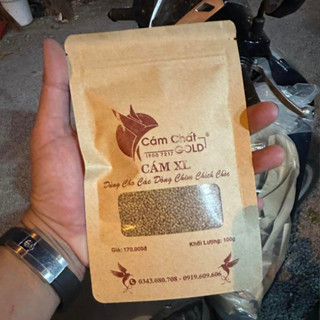 Cám Chất
GOLD
CÁM XL
Dùng Cho Các Dòng Chim Chích Chòe
Giá: 170.000đ
Khối Lượng: 100g
0343.080.708 - 0919.609.606